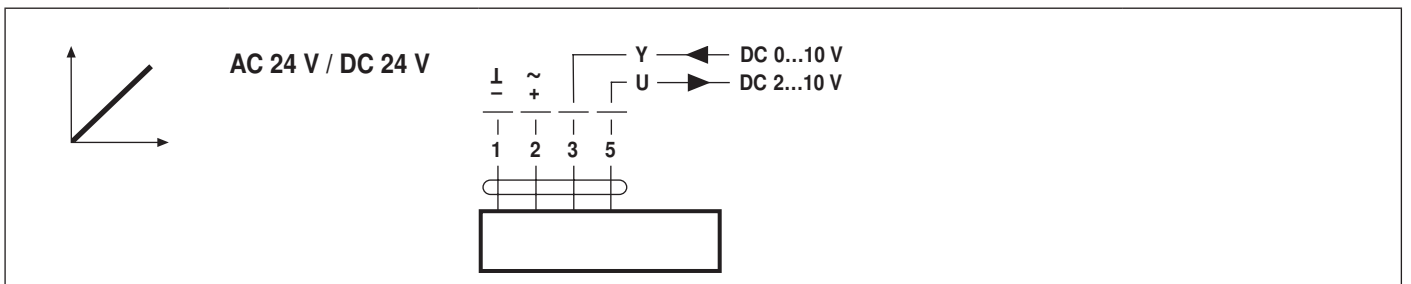 AC 24 V / DC 24 V
Y DC 0...10 V
U DC 2...10 V
⊥ ~
– +
1 2 3 5